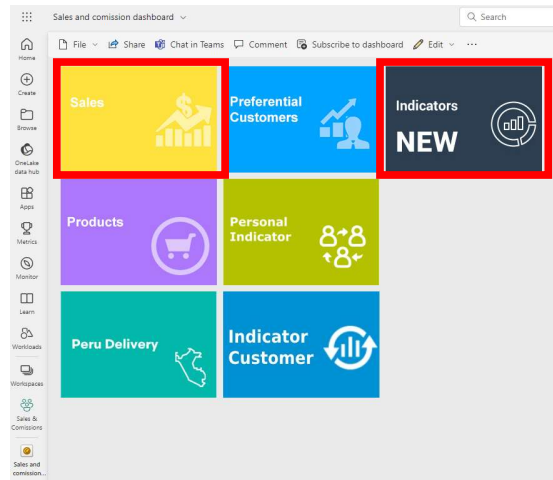 Sales and comission dashboard
Search
File
Share
Chat in Teams
Comment
Subscribe to dashboard
Edit
Home
Create
Browse
OneLake
data hub
Apps
Metrics
Monitor
Learn
Workloads
Workspaces
Sales &
Comissions
Sales and
comission...
Sales
Preferential
Customers
Indicators
NEW
Products
Personal
Indicator
Peru Delivery
Indicator
Customer